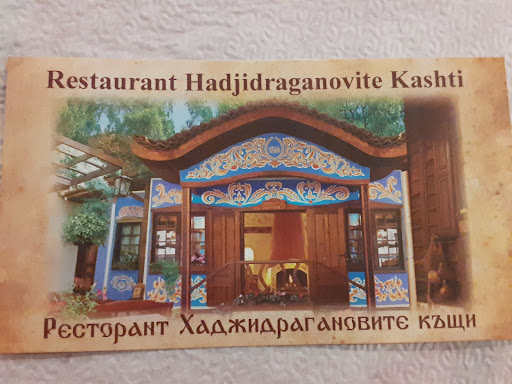 Restaurant Hadjidraganovite Kashti
Ресторант Хаджидрагановите къщи